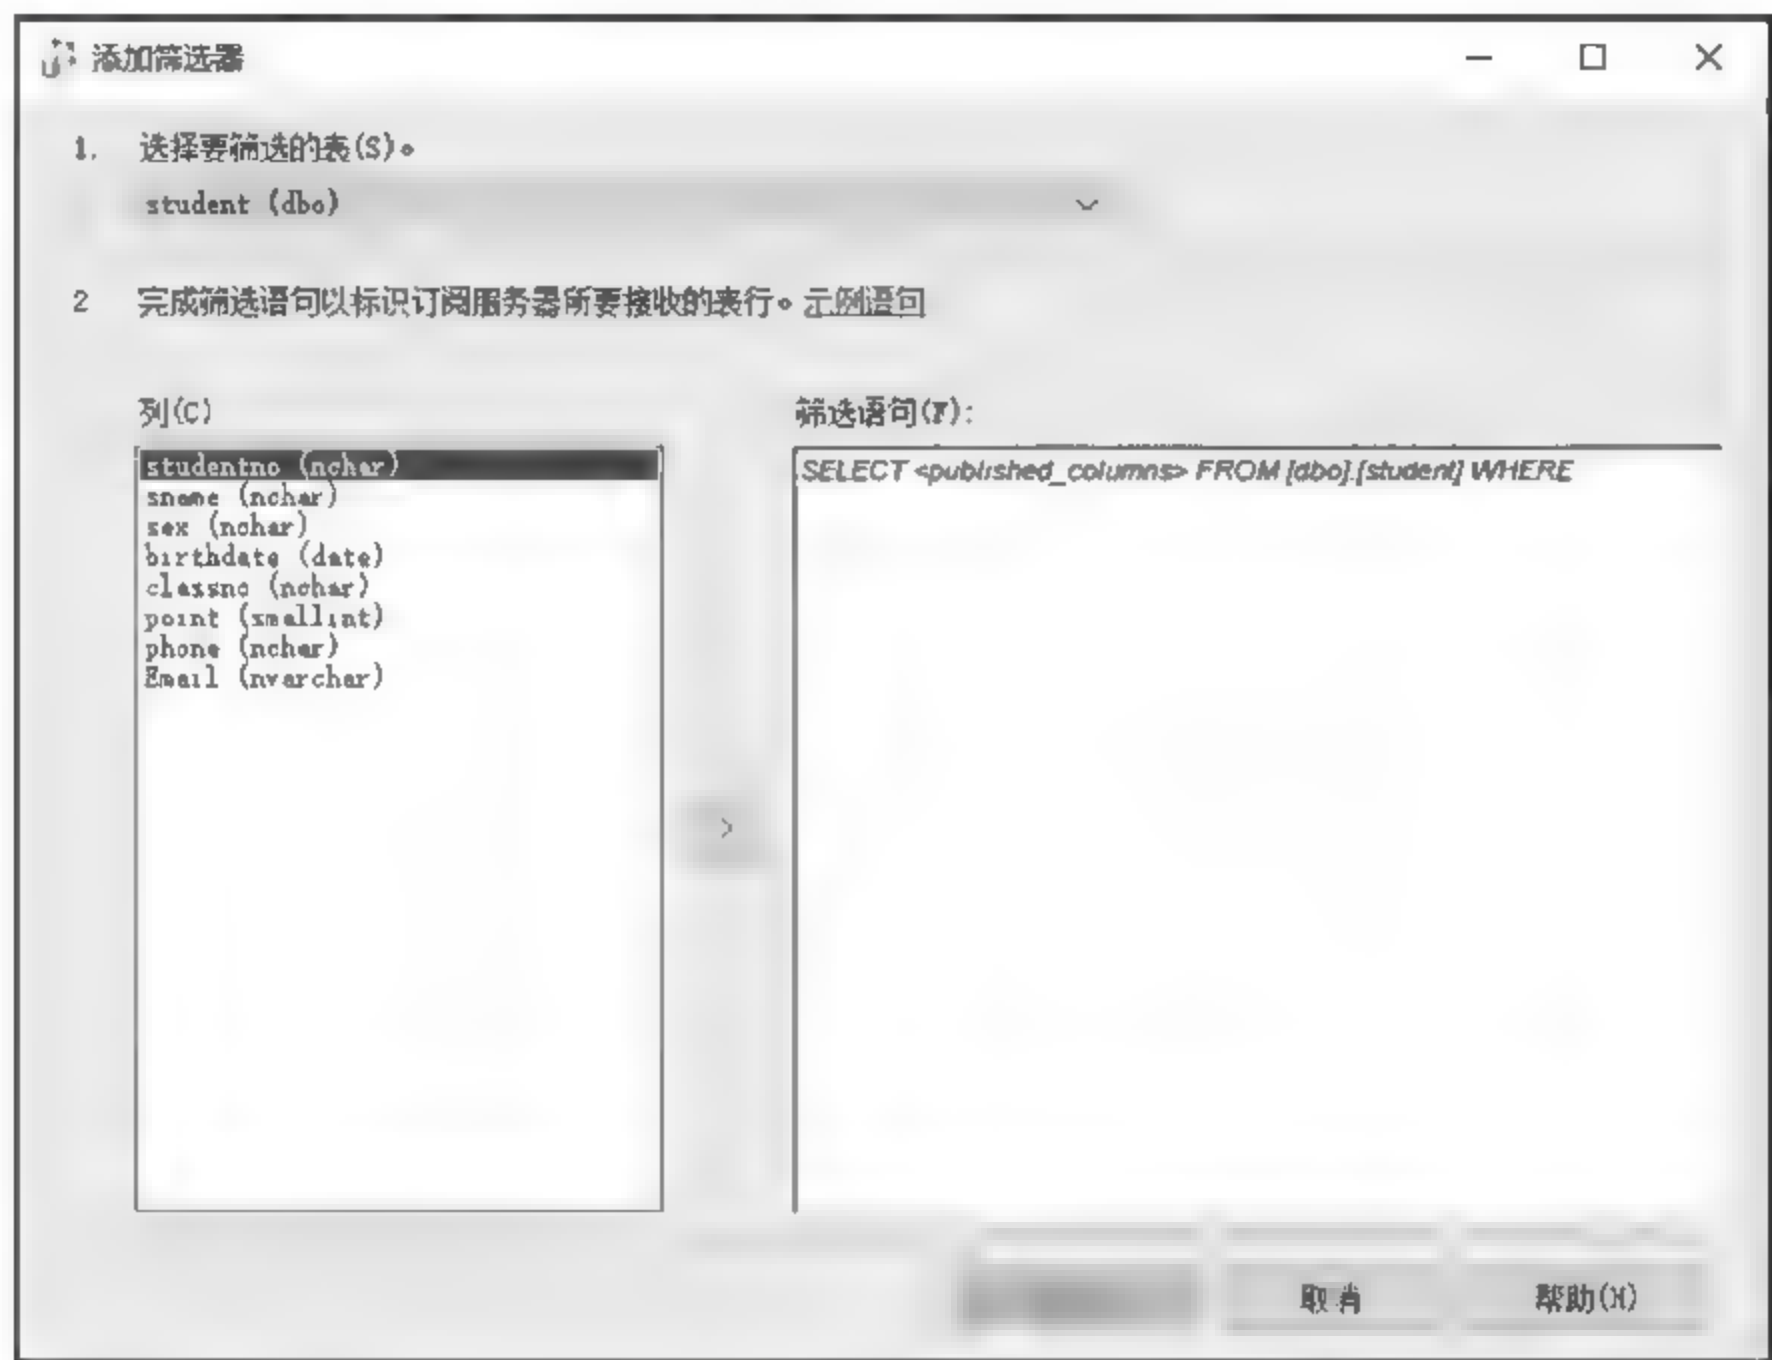 添加筛选器
1. 选择要筛选的表(S)。
student (dbo)
2 完成筛选语句以标识订阅服务器所要接收的表行。示例语句
列(C)
studentno (nchar)
sname (nchar)
sex (nchar)
birthdate (date)
classno (nchar)
point (smallint)
phone (nchar)
Email (nvarchar)
>
筛选语句(F):
SELECT <published_columns> FROM [dbo].[student] WHERE
取消
帮助(H)